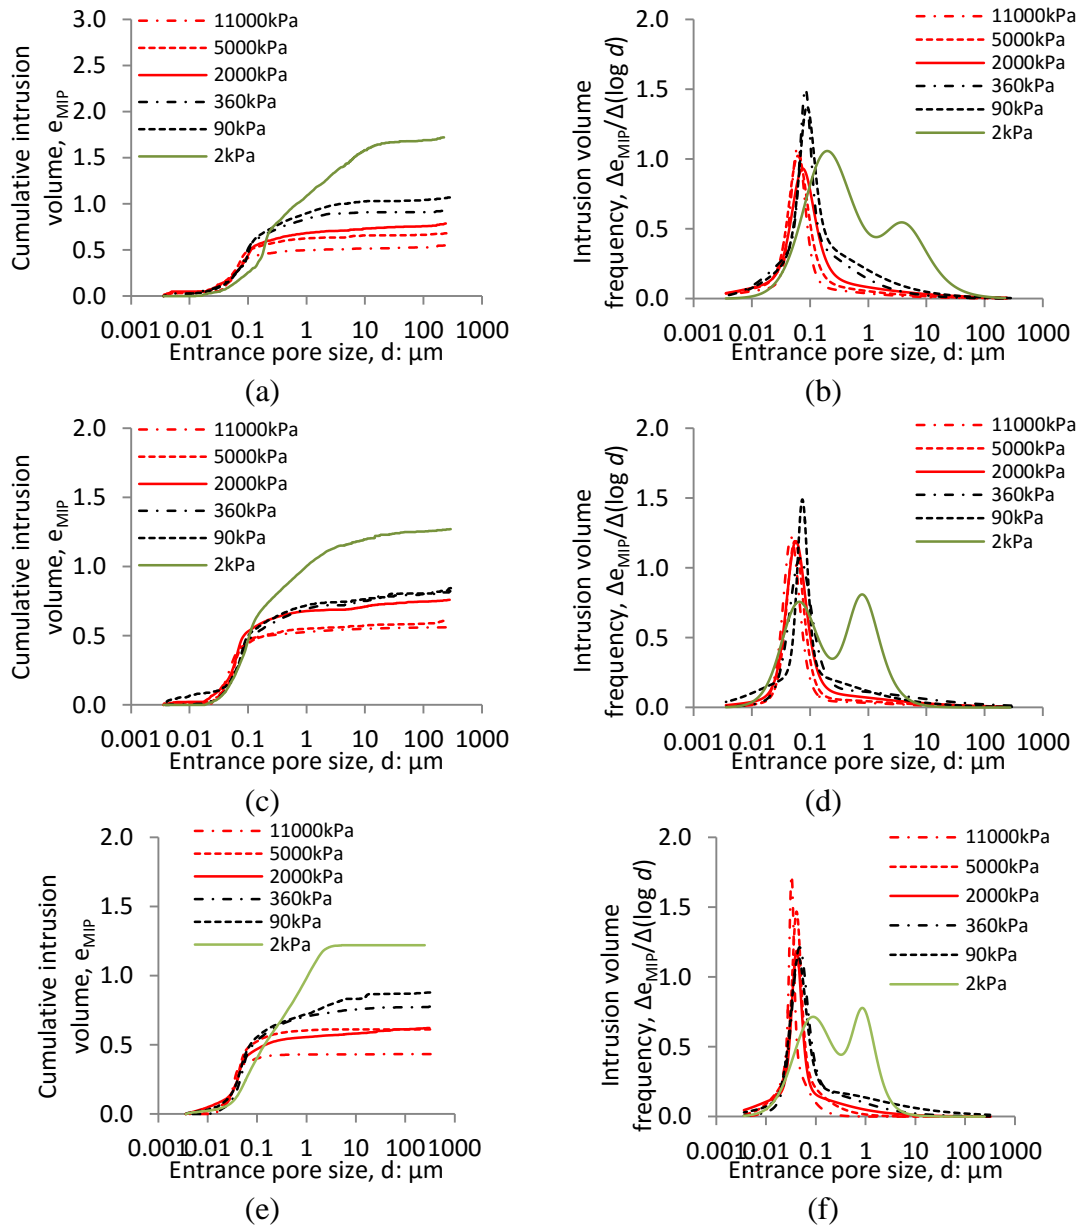 Cumulative intrusion
volume, eMIP
3.0
2.5
2.0
1.5
1.0
0.5
0.0
11000kPa
5000kPa
2000kPa
360kPa
90kPa
2kPa
0.001 0.01 0.1 1 10 100 1000
Entrance pore size, d: µm
(a)
Intrusion volume
frequency, ΔeMIP/Δ(log d)
2.0
1.5
1.0
0.5
0.0
11000kPa
5000kPa
2000kPa
360kPa
90kPa
2kPa
0.001 0.01 0.1 1 10 100 1000
Entrance pore size, d: µm
(b)
Cumulative intrusion
volume, eMIP
2.0
1.5
1.0
0.5
0.0
11000kPa
5000kPa
2000kPa
360kPa
90kPa
2kPa
0.001 0.01 0.1 1 10 100 1000
Entrance pore size, d: µm
(c)
Intrusion volume
frequency, ΔeMIP/Δ(log d)
2.0
1.5
1.0
0.5
0.0
11000kPa
5000kPa
2000kPa
360kPa
90kPa
2kPa
0.001 0.01 0.1 1 10 100 1000
Entrance pore size, d: µm
(d)
Cumulative intrusion
volume, eMIP
2.0
1.5
1.0
0.5
0.0
11000kPa
5000kPa
2000kPa
360kPa
90kPa
2kPa
0.001 0.01 0.1 1 10 100 1000
Entrance pore size, d: µm
(e)
Intrusion volume
frequency, ΔeMIP/Δ(log d)
2.0
1.5
1.0
0.5
0.0
11000kPa
5000kPa
2000kPa
360kPa
90kPa
2kPa
0.001 0.01 0.1 1 10 100 1000
Entrance pore size, d: µm
(f)